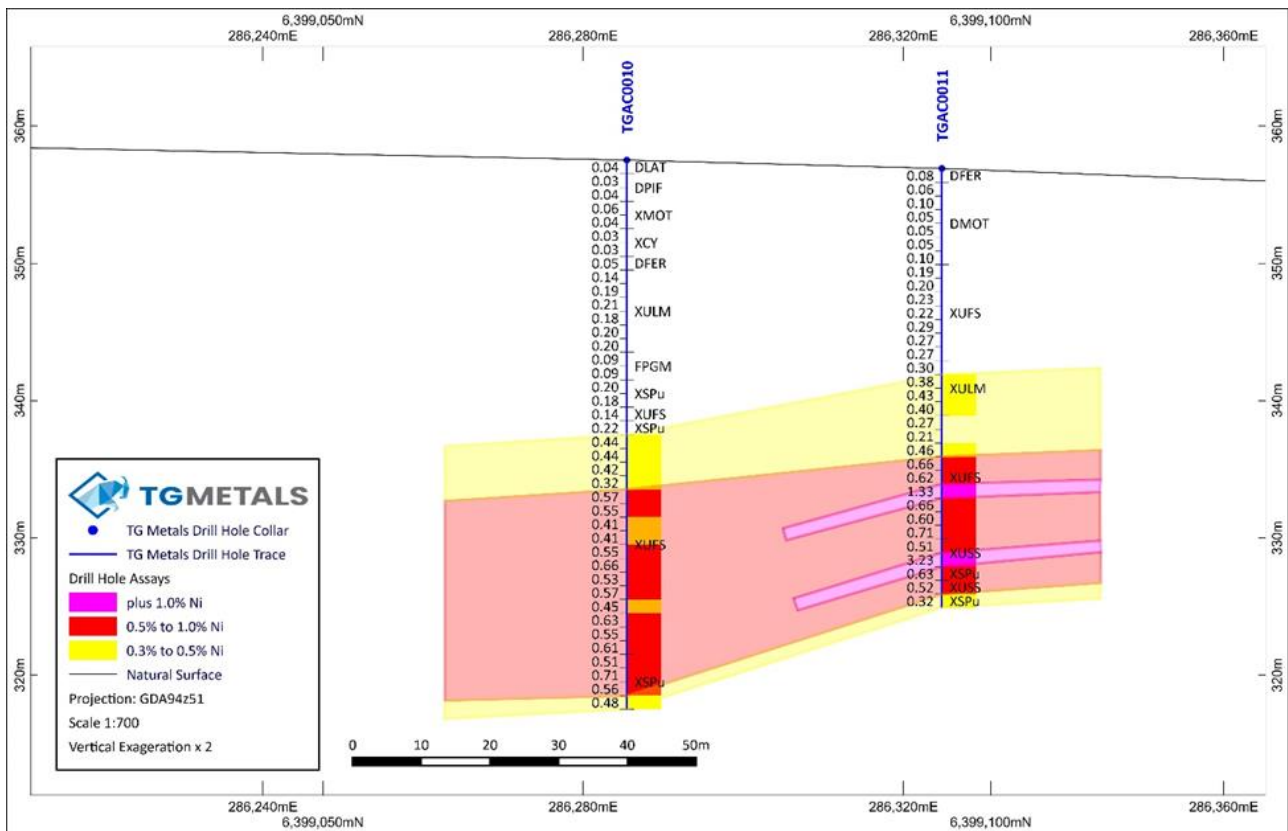 6,399,050mN
6,399,100mN
286,240mE
286,280mE
286,320mE
286,360mE
TGAC0010
TGAC0011
360m
350m
340m
330m
320m
360m
350m
340m
330m
320m
0.04 DLAT
0.03
0.04 DPIF
0.06
0.04 XMOT
0.03
0.03 XCY
0.05 DFER
0.14
0.19
0.21
0.18 XULM
0.20
0.20
0.09
0.09 FPGM
0.20
0.18 XSPu
0.14 XUFS
0.22 XSPu
0.44
0.44
0.42
0.32
0.57
0.55
0.41
0.41
0.55 XUFS
0.66
0.53
0.57
0.45
0.63
0.55
0.61
0.51
0.71
0.56 XSPu
0.48
0.08 DFER
0.06
0.10
0.05 DMOT
0.05
0.05
0.10
0.19
0.20
0.23
0.22 XUFS
0.29
0.27
0.27
0.30
0.38 XULM
0.43
0.40
0.27
0.21
0.46
0.66
0.62 XUFS
1.33
0.66
0.60
0.71
0.51
3.23 XUSS
0.63 XSPu
0.52 XUSS
0.32 XSPu
TGMETALS
TG Metals Drill Hole Collar
TG Metals Drill Hole Trace
Drill Hole Assays
plus 1.0% Ni
0.5% to 1.0% Ni
0.3% to 0.5% Ni
Natural Surface
Projection: GDA94z51
Scale 1:700
Vertical Exageration x 2
0 10 20 30 40 50m
286,240mE
286,280mE
286,320mE
286,360mE
6,399,050mN
6,399,100mN